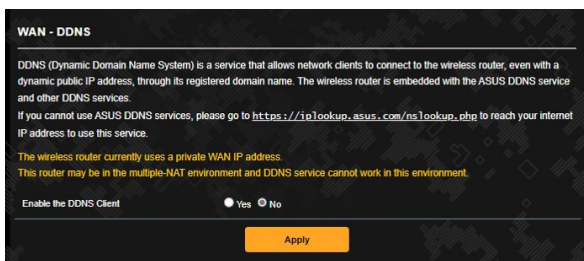 WAN - DDNS
DDNS (Dynamic Domain Name System) is a service that allows network clients to connect to the wireless router, even with a
dynamic public IP address, through its registered domain name. The wireless router is embedded with the ASUS DDNS service
and other DDNS services.
If you cannot use ASUS DDNS services, please go to https://iplookup.asus.com/nslookup.php to reach your internet
IP address to use this service.
The wireless router currently uses a private WAN IP address.
This router may be in the multiple-NAT environment and DDNS service cannot work in this environment.
Enable the DDNS Client Yes No
Apply